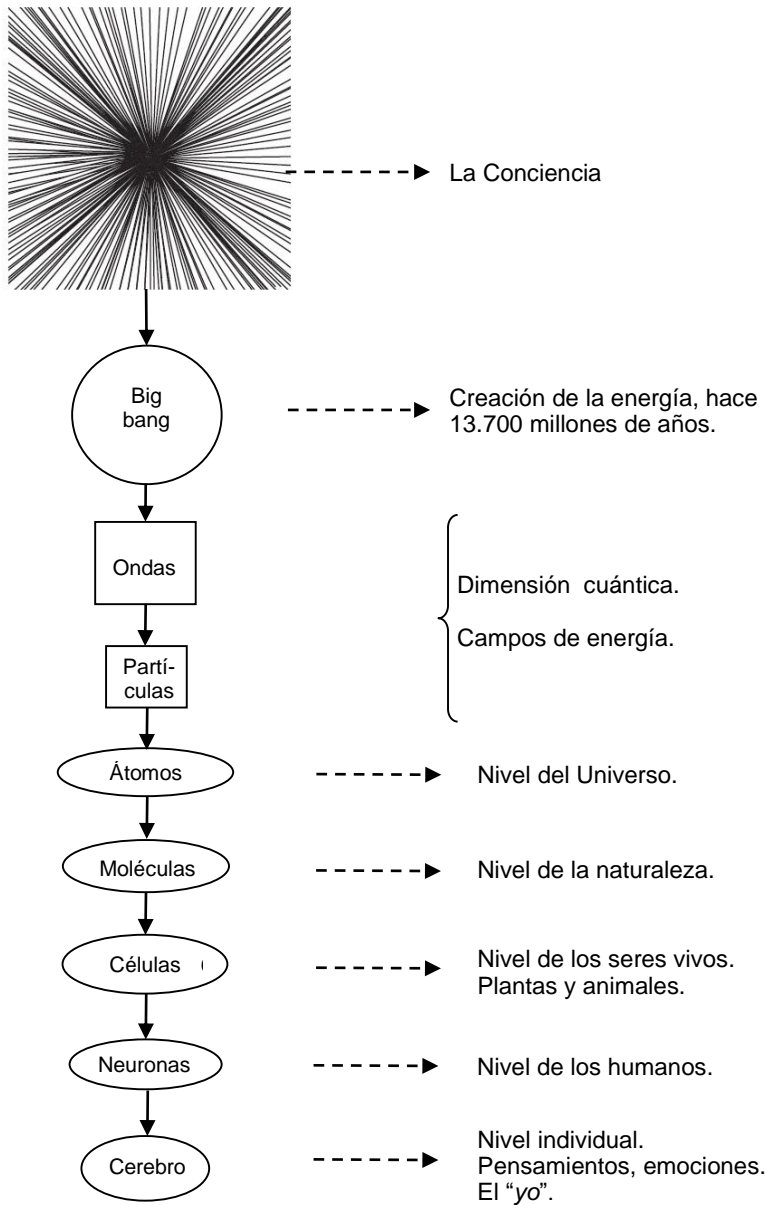 La Conciencia
Big
bang
Creación de la energía, hace
13.700 millones de años.
Ondas
Dimensión cuántica.
Campos de energía.
Partí-
culas
Átomos
Nivel del Universo.
Moléculas
Nivel de la naturaleza.
Células (
Nivel de los seres vivos.
Plantas y animales.
Neuronas
Nivel de los humanos.
Cerebro
Nivel individual.
Pensamientos, emociones.
El “yo”.